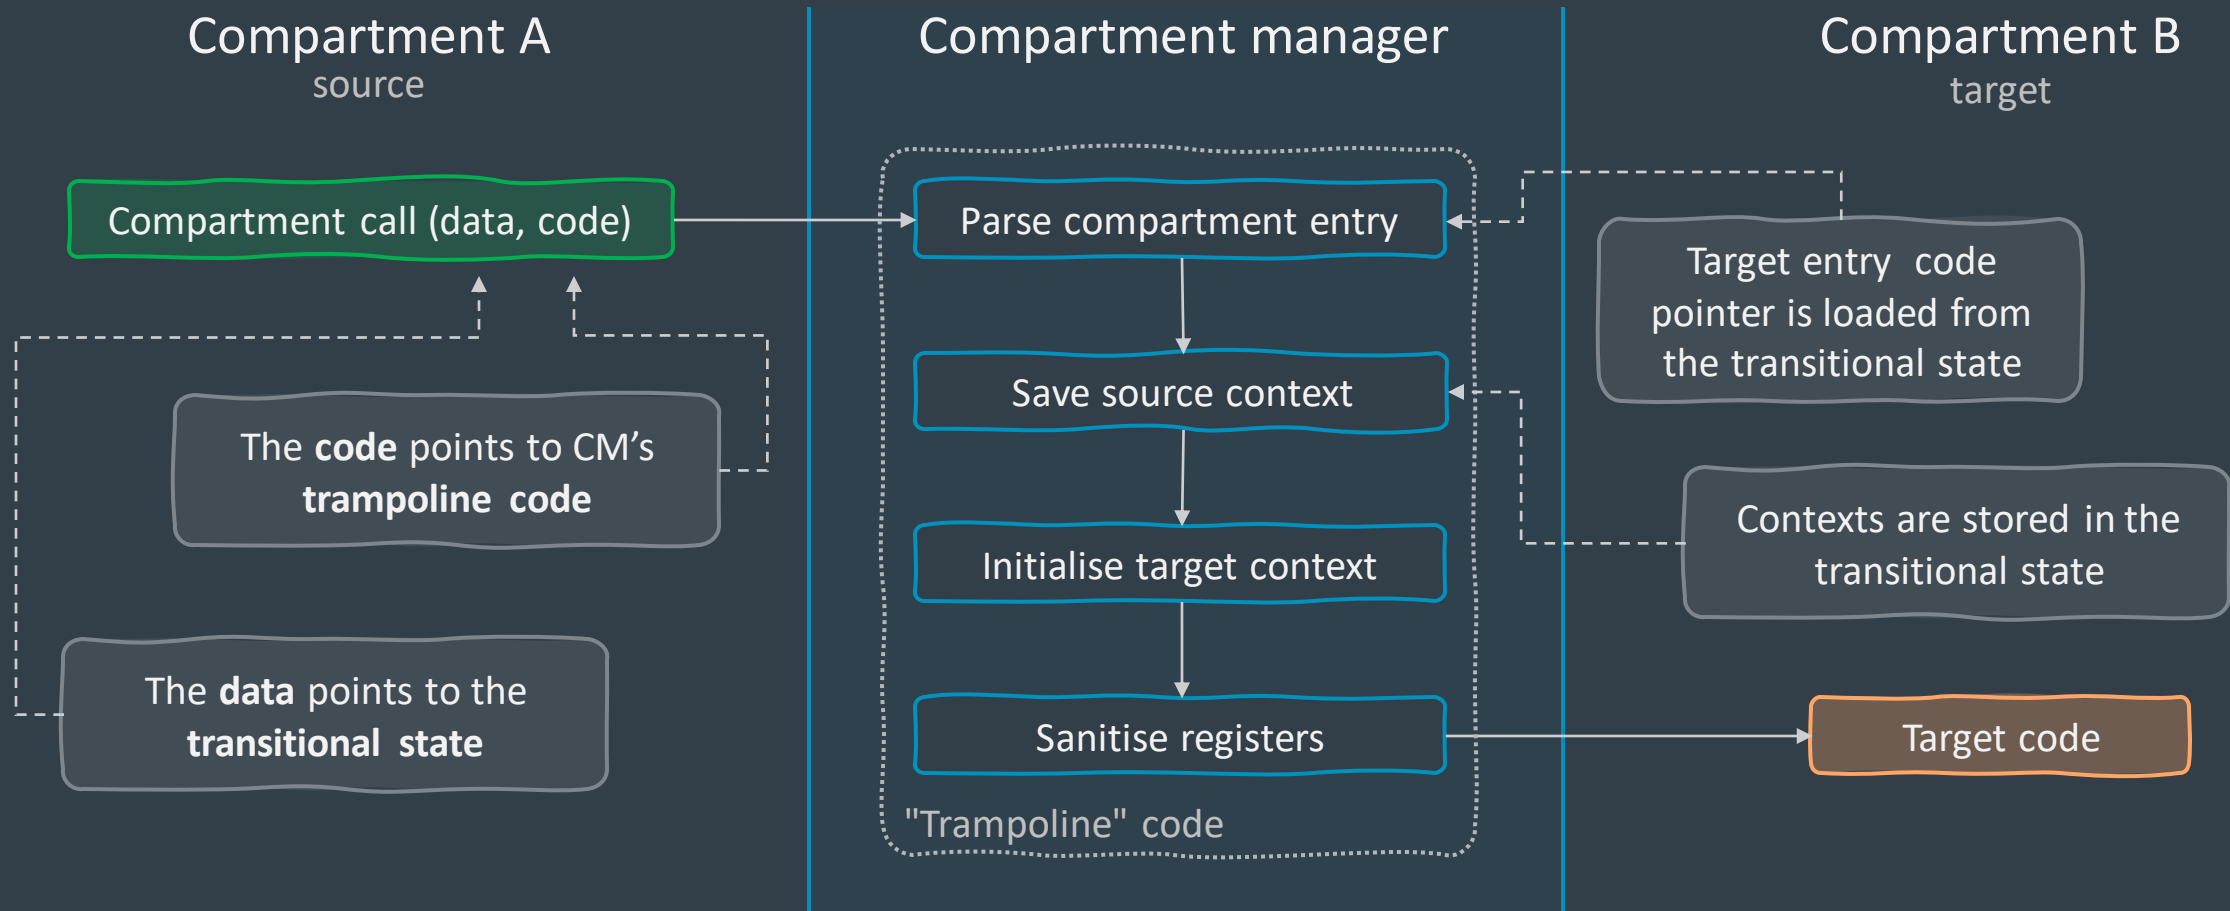 Compartment A
source
Compartment call (data, code)
The code points to CM’s
trampoline code
The data points to the
transitional state
Compartment manager
Parse compartment entry
Save source context
Initialise target context
Sanitise registers
"Trampoline" code
Compartment B
target
Target entry code
pointer is loaded from
the transitional state
Contexts are stored in the
transitional state
Target code